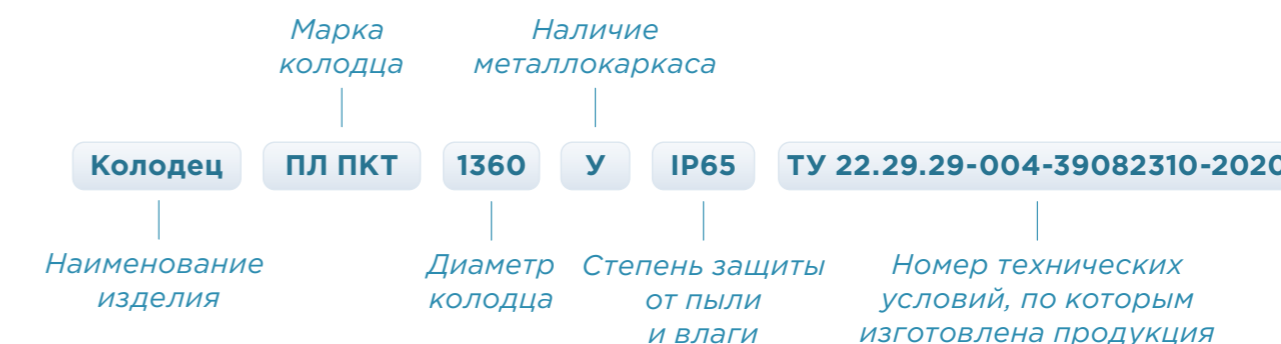 Марка
колодца
Наличие
металлокаркаса
Колодец ПЛ ПКТ 1360 У IP65 ТУ 22.29.29-004-39082310-2020
Наименование
изделия
Диаметр
колодца
Степень защиты
от пыли
и влаги
Номер технических
условий, по которым
изготовлена продукция